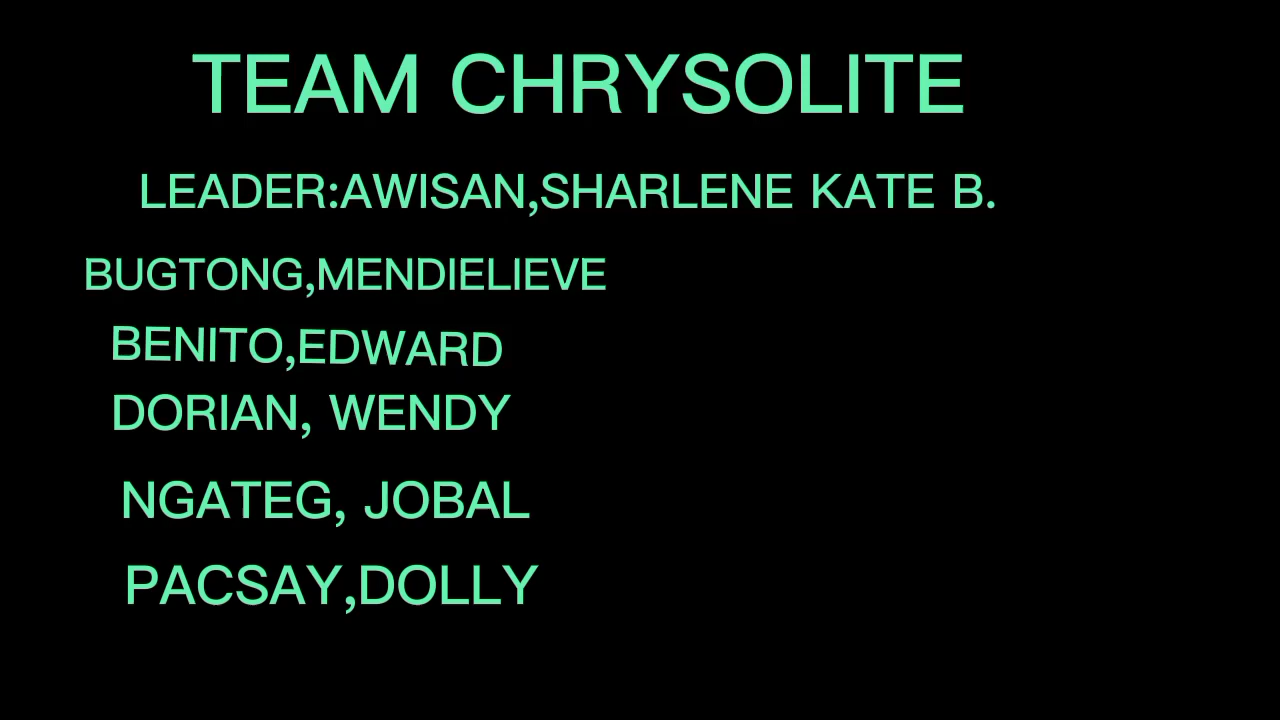 TEAM CHRYSOLITE
LEADER:AWISAN,SHARLENE KATE B.
BUGTONG,MENDIELIEVE
BENITO,EDWARD
DORIAN, WENDY
NGATEG, JOBAL
PACSAY,DOLLY